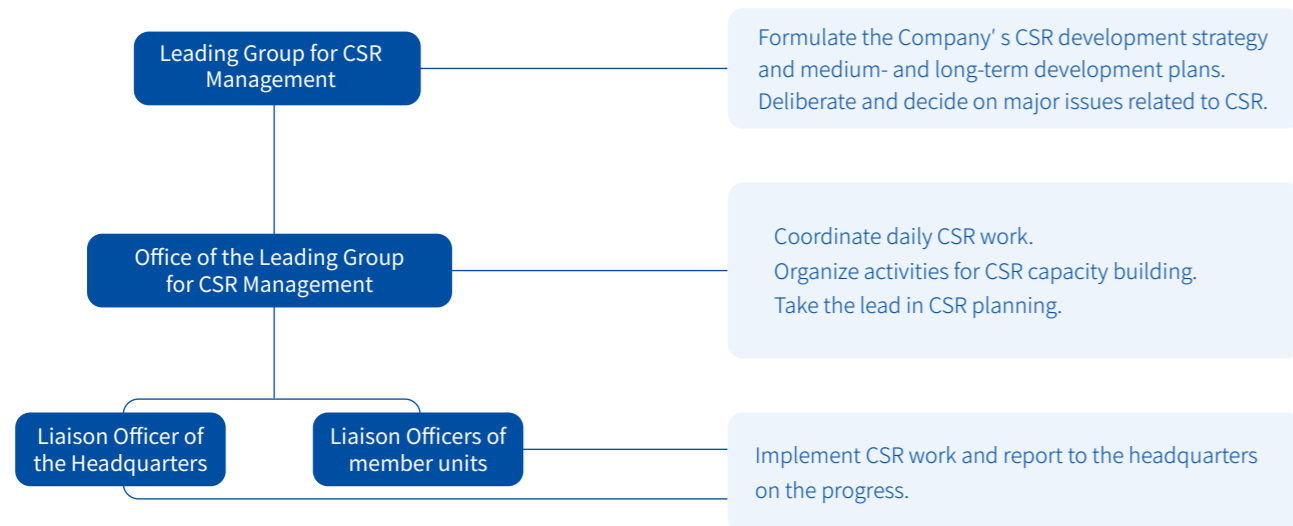 Leading Group for CSR
Management
Formulate the Company' s CSR development strategy
and medium- and long-term development plans.
Deliberate and decide on major issues related to CSR.
Office of the Leading Group
for CSR Management
Coordinate daily CSR work.
Organize activities for CSR capacity building.
Take the lead in CSR planning.
Liaison Officer of
the Headquarters
Liaison Officers of
member units
Implement CSR work and report to the headquarters
on the progress.